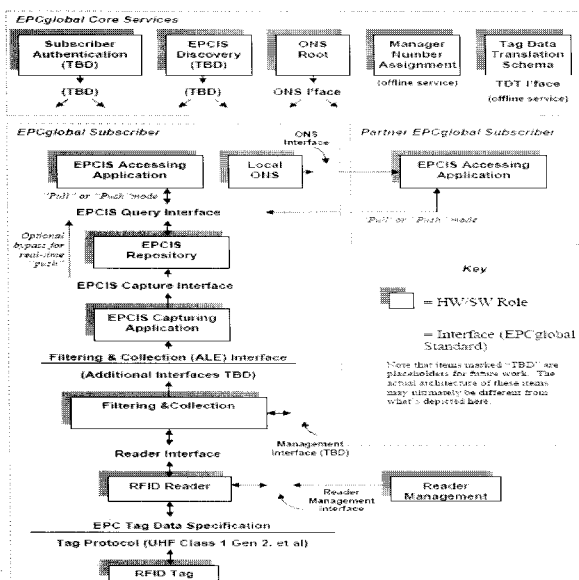 EPCglobal Core Services
Subscriber
Authentication
(TBD)
EPCIS
Discovery
(TBD)
ONS
Root
Manager
Number
Assignment
Tag Data
Translation
Schema
(TBD)
(TBD)
ONS I'face
(offline service)
TDT I'face
(offline service)
EPCglobal Subscriber
ONS
Interface
Partner EPCglobal Subscriber
EPCIS Accessing
Application
Local
ONS
EPCIS Accessing
Application
"Pull" or "Push" mode
"Pull" or "Push" mode
EPCIS Query Interface
Optional
bypass for
real-time
"push"
EPCIS
Repository
EPCIS Capture Interface
EPCIS Capturing
Application
Filtering & Collection (ALE) Interface
(Additional Interfaces TBD)
Filtering &Collection
Management
Interface (TBD)
Reader Interface
RFID Reader
Reader
Management
Interface
Reader
Management
EPC Tag Data Specification
Tag Protocol (UHF Class 1 Gen 2, et al)
RFID Tag
Key
= HW/SW Role
= Interface (EPCglobal
Standard)
Note that items marked "TBD" are
placeholders for future work. The
actual architecture of these items
may ultimately be different from
what's depicted here.